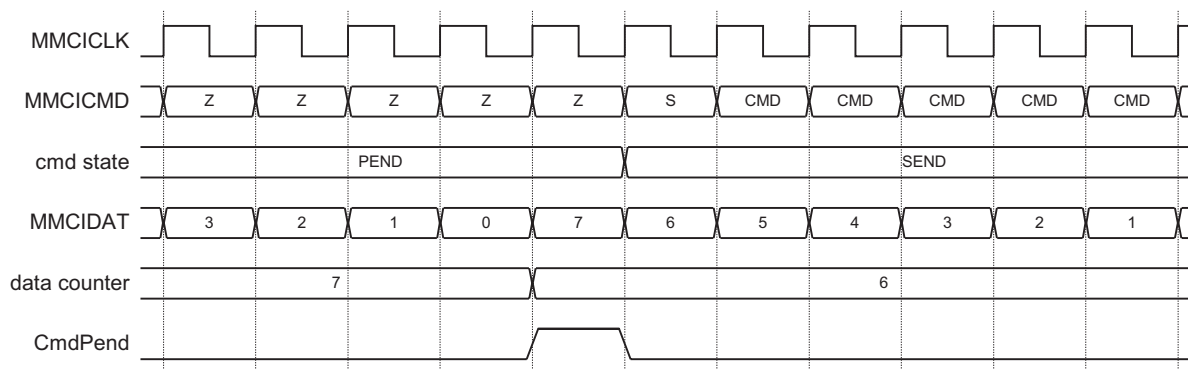 MMCICLK
MMCICMD Z Z Z Z Z S CMD CMD CMD CMD CMD
cmd state PEND SEND
MMCIDAT 3 2 1 0 7 6 5 4 3 2 1
data counter 7 6
CmdPend